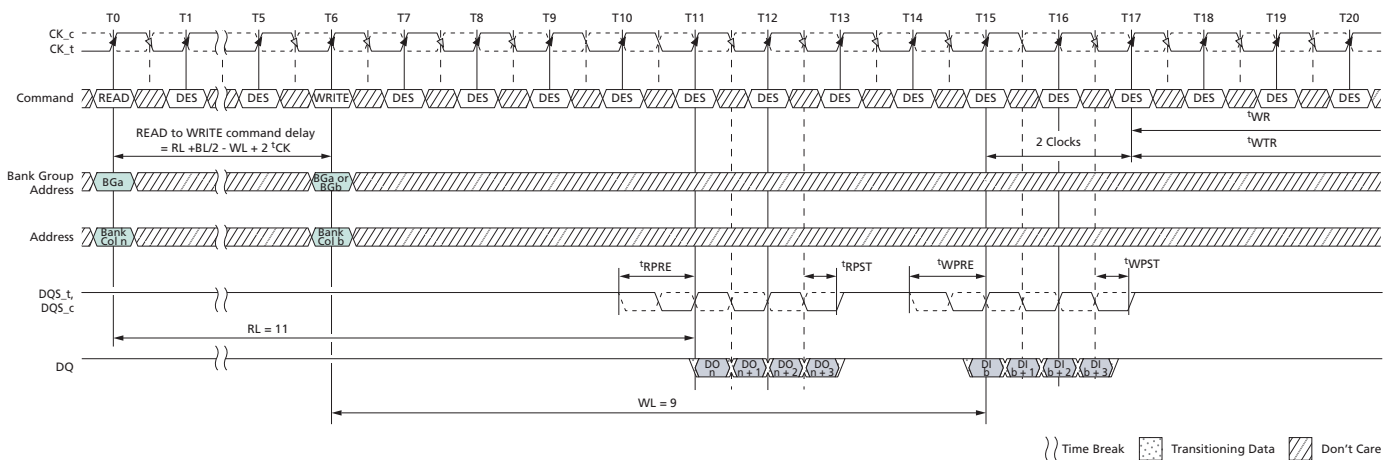 T0 T1 T5 T6 T7 T8 T9 T10 T11 T12 T13 T14 T15 T16 T17 T18 T19 T20
CK_c
CK_t
Command READ DES DES WRITE DES DES DES DES DES DES DES DES DES DES DES DES DES DES
tWR
READ to WRITE command delay
= RL +BL/2 - WL + 2 tCK
2 Clocks
tWTR
Bank Group
Address
BGa
BGa or
BGb
Address
Bank
Col n
Bank
Col b
tRPRE tRPST tWPRE tWPST
DQS_t,
DQS_c
RL = 11
DQ
DO
n
DO
n + 1
DO
n + 2
DO
n + 3
DI
b
DI
b + 1
DI
b + 2
DI
b + 3
WL = 9
Time Break Transitioning Data Don't Care